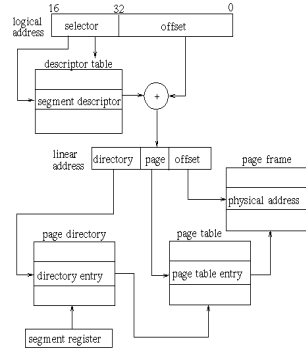 16 32 0
logical address
selector offset
descriptor table
segment descriptor
+
linear address
directory page offset
page frame
physical address
page directory
page table
directory entry
page table entry
segment register